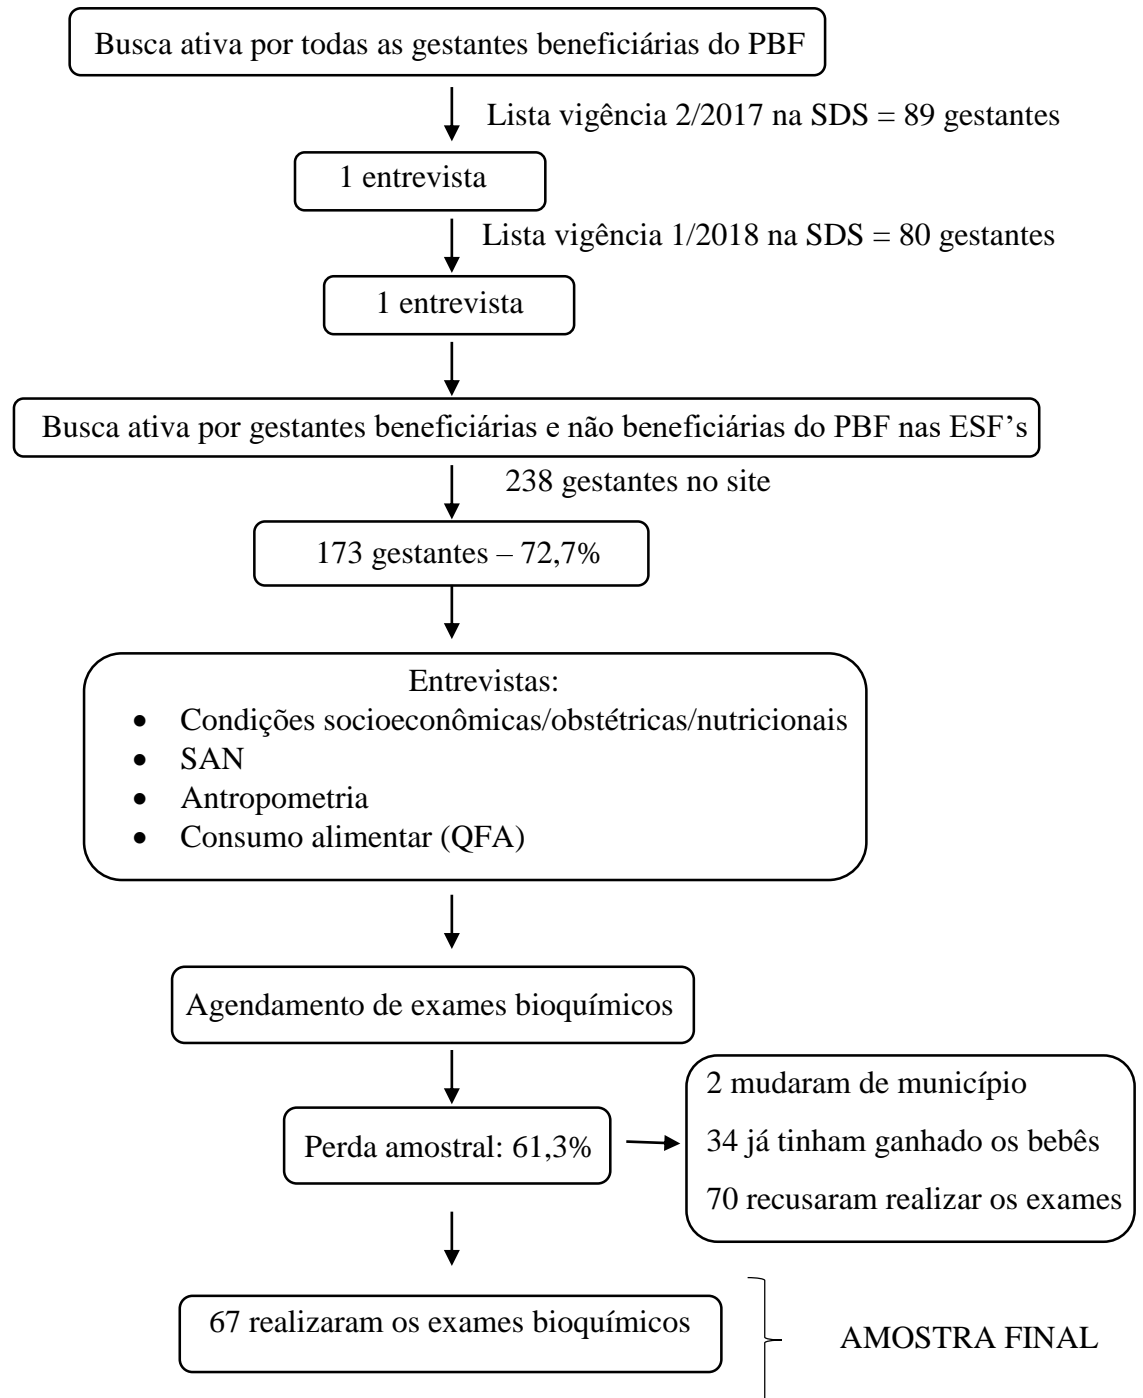 Busca ativa por todas as gestantes beneficiárias do PBF
Lista vigência 2/2017 na SDS = 89 gestantes
1 entrevista
Lista vigência 1/2018 na SDS = 80 gestantes
1 entrevista
Busca ativa por gestantes beneficiárias e não beneficiárias do PBF nas ESF’s
238 gestantes no site
173 gestantes – 72,7%
Entrevistas:
• Condições socioeconômicas/obstétricas/nutricionais
• SAN
• Antropometria
• Consumo alimentar (QFA)
Agendamento de exames bioquímicos
Perda amostral: 61,3%
2 mudaram de município
34 já tinham ganhado os bebês
70 recusaram realizar os exames
67 realizaram os exames bioquímicos
AMOSTRA FINAL